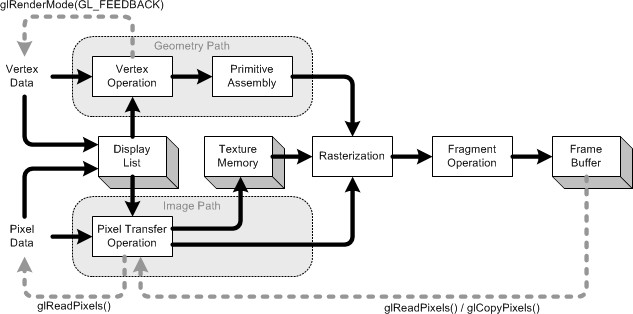 glRenderMode(GL_FEEDBACK)
Geometry Path
Vertex
Data
Vertex
Operation
Primitive
Assembly
Display
List
Texture
Memory
Rasterization
Fragment
Operation
Frame
Buffer
Image Path
Pixel
Data
Pixel Transfer
Operation
glReadPixels()
glReadPixels() / glCopyPixels()